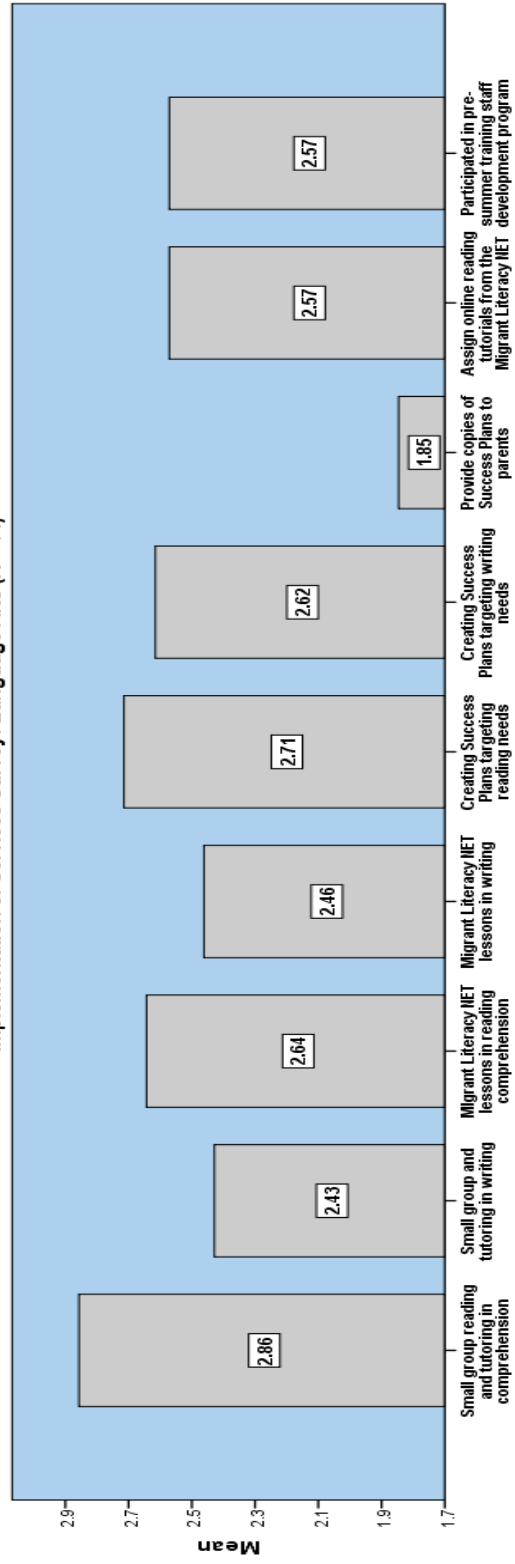 Mean
2.9
2.7
2.5
2.3
2.1
1.9
1.7
2.86
2.43
2.64
2.46
2.71
2.62
1.85
2.57
2.57
Small group reading
and tutoring in
comprehension
Small group and
tutoring in writing
MIgrant Literacy NET
lessons in reading
comprehension
Migrant Literacy NET
lessons in writing
Creating Success
Plans targeting
reading needs
Creating Success
Plans targeting writing
needs
Provide copies of
Success Plans to
parents
Assign online reading
tutorials from the
Migrant Literacy NET
Participated in pre-
summer training staff
development program